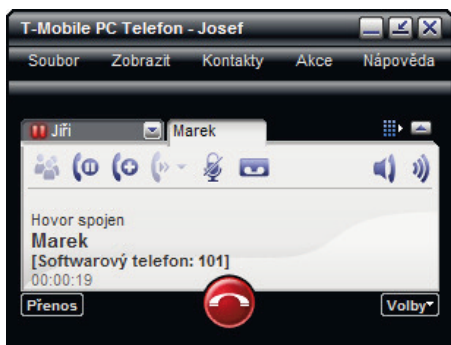 T-Mobile PC Telefon - Josef
Soubor Zobrazit Kontakty Akce Nápověda
Jiří Marek
Hovor spojen
Marek
[Softwarový telefon: 101]
00:00:19
Přenos Volby